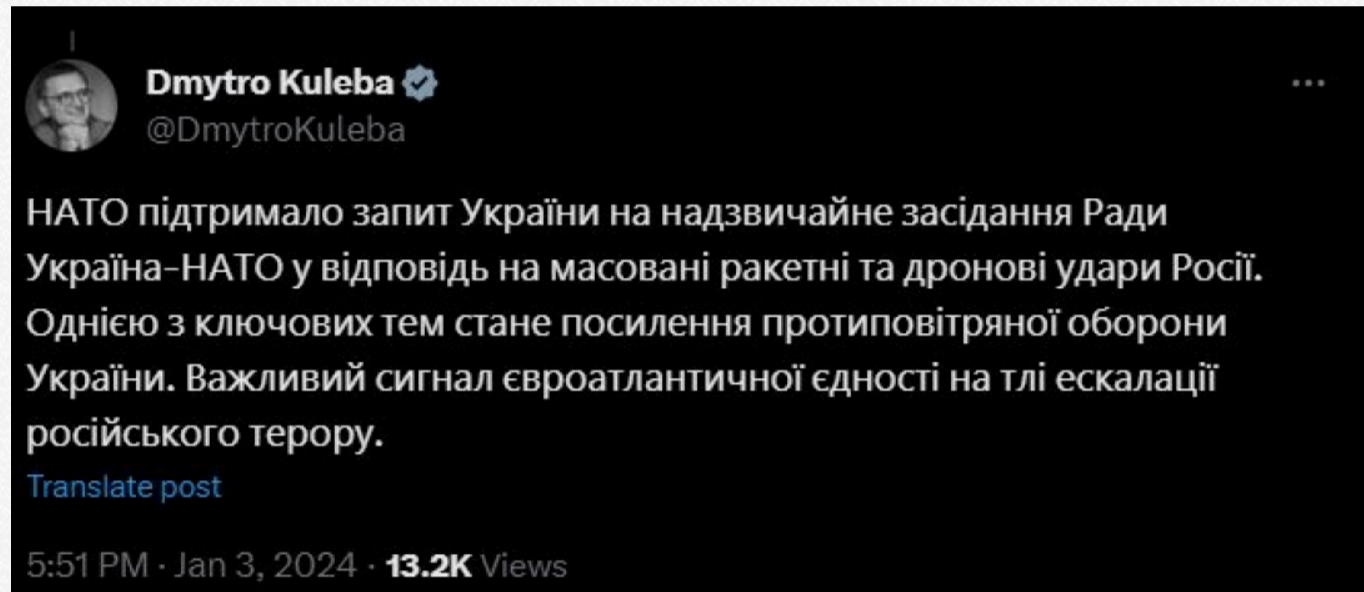 Dmytro Kuleba
@DmytroKuleba
НАТО підтримало запит України на надзвичайне засідання Ради
Україна-НАТО у відповідь на масовані ракетні та дронові удари Росії.
Однією з ключових тем стане посилення протиповітряної оборони
України. Важливий сигнал євроатлантичної єдності на тлі ескалації
російського терору.
Translate post
5:51 PM · Jan 3, 2024 · 13.2K Views